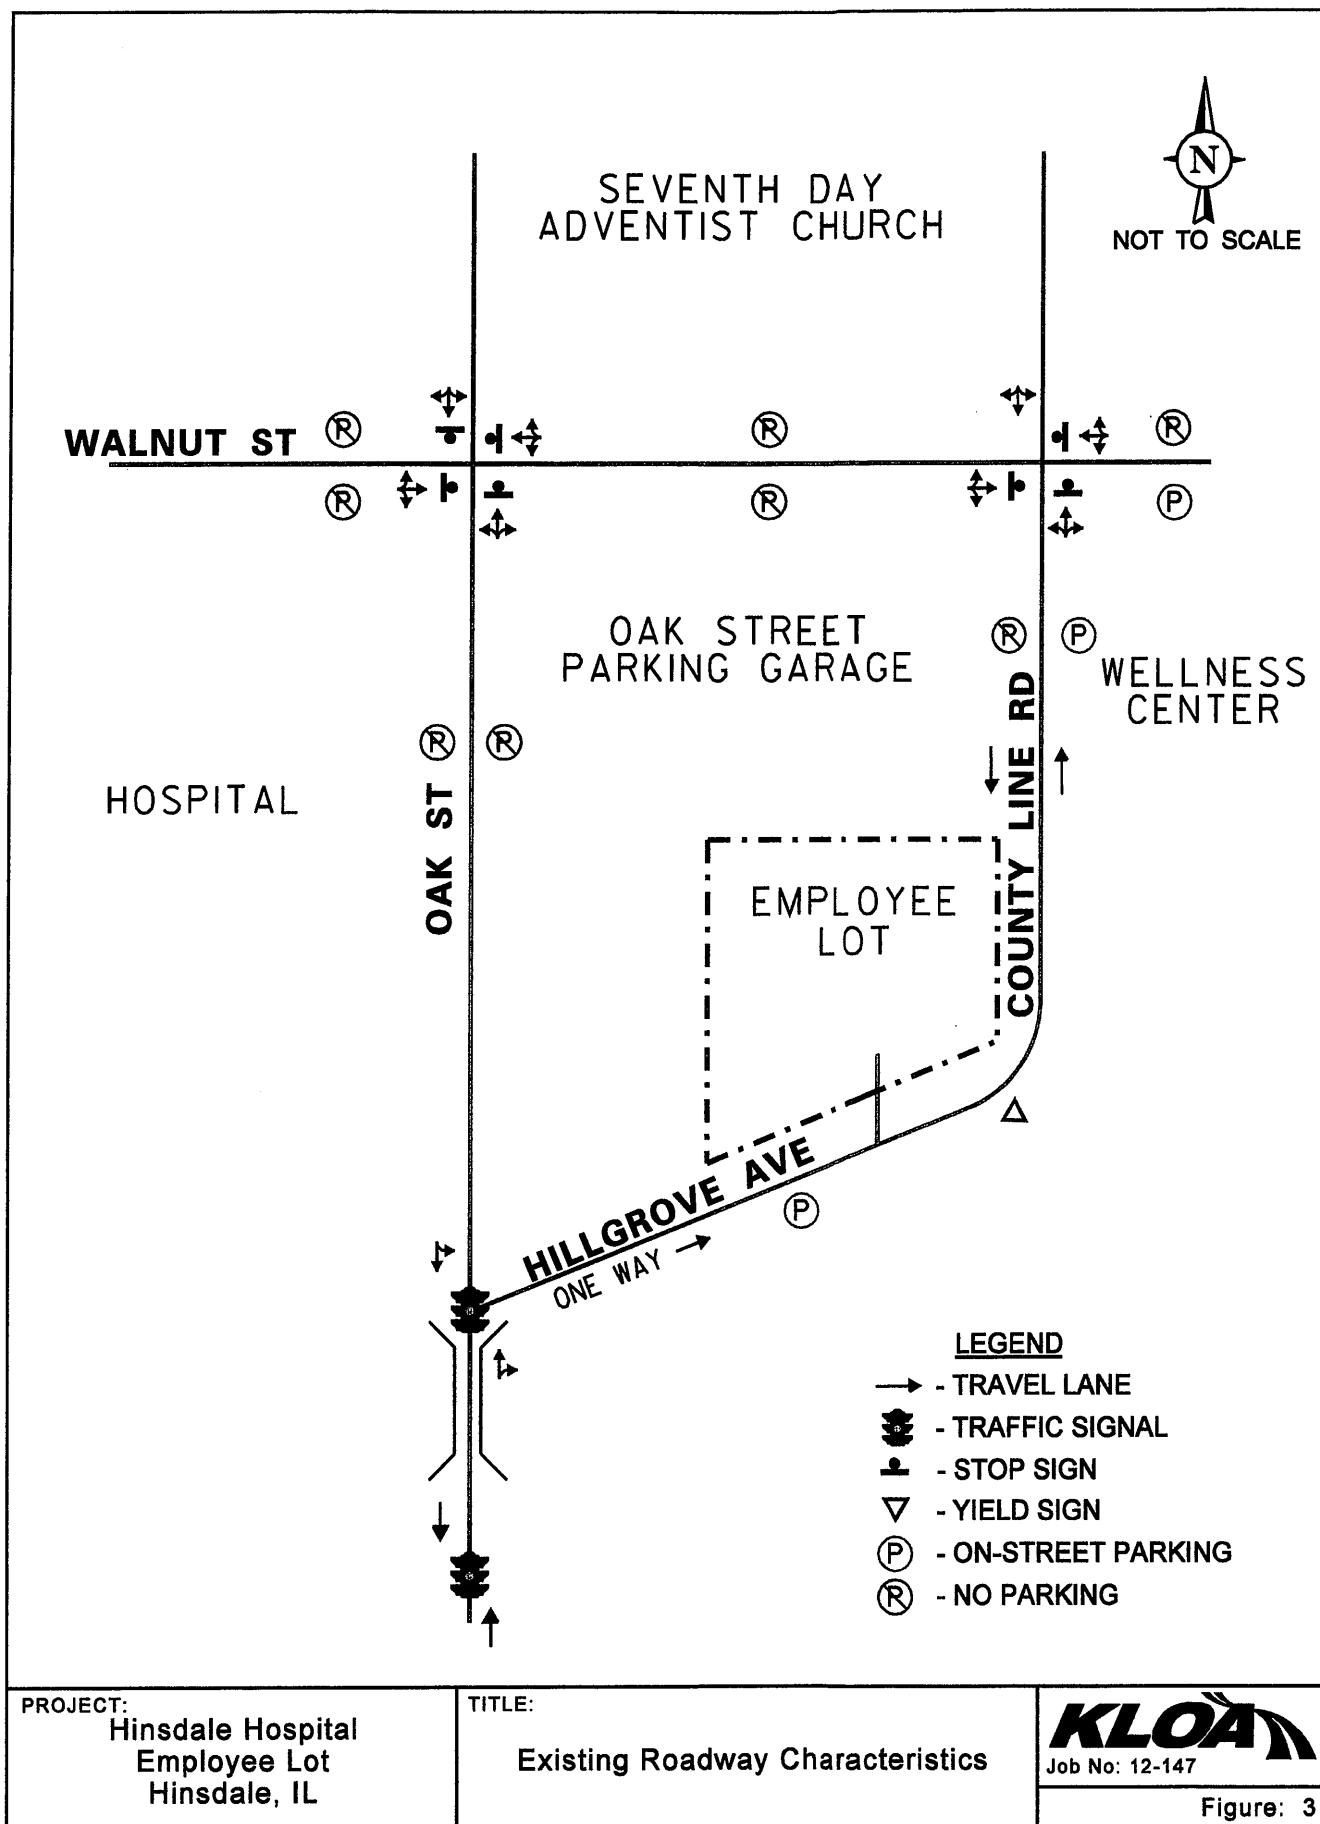 N
NOT TO SCALE
SEVENTH DAY
ADVENTIST CHURCH
WALNUT ST
R
R
R
R
R
P
OAK STREET
PARKING GARAGE
R
P
WELLNESS
CENTER
R
R
HOSPITAL
OAK ST
COUNTY LINE RD
EMPLOYEE
LOT
HILLGROVE AVE
P
ONE WAY
LEGEND
- TRAVEL LANE
- TRAFFIC SIGNAL
- STOP SIGN
- YIELD SIGN
P - ON-STREET PARKING
R - NO PARKING
PROJECT:
Hinsdale Hospital
Employee Lot
Hinsdale, IL
TITLE:
Existing Roadway Characteristics
KLOA
Job No: 12-147
Figure: 3